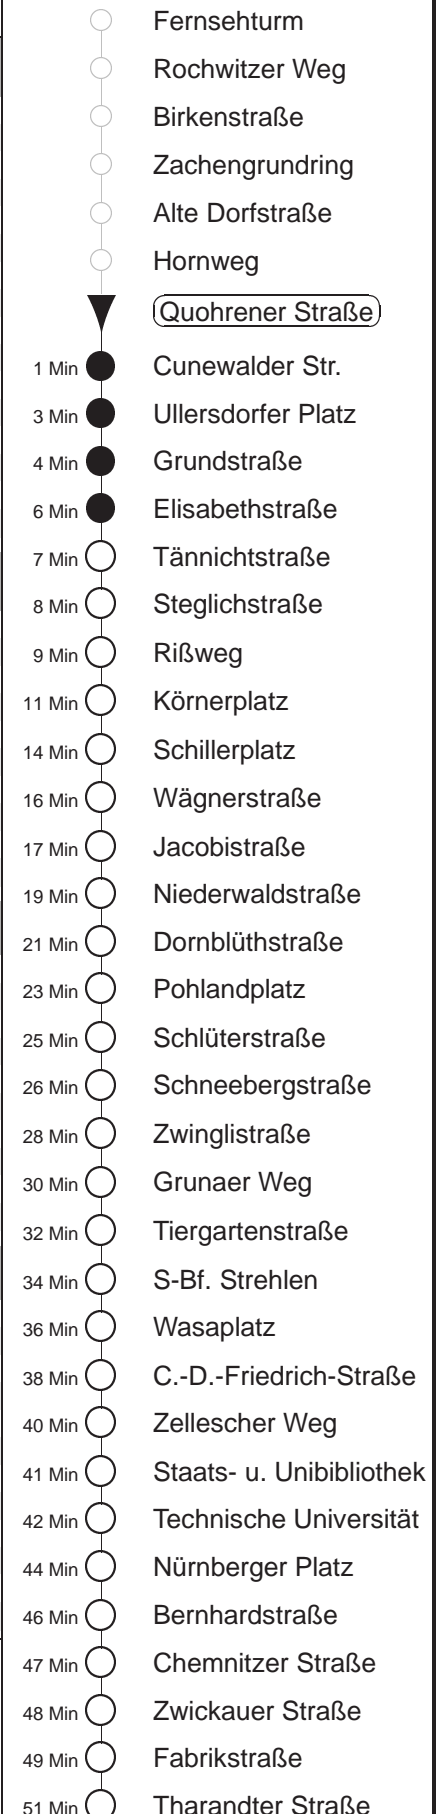 Fernsehturm
Rochwitzer Weg
Birkenstraße
Zachengrundring
Alte Dorfstraße
Hornweg
Quohrener Straße
1 Min Cunewalder Str.
3 Min Ullersdorfer Platz
4 Min Grundstraße
6 Min Elisabethstraße
7 Min Tännichtstraße
8 Min Steglichstraße
9 Min Rißweg
11 Min Körnerplatz
14 Min Schillerplatz
16 Min Wägnerstraße
17 Min Jacobistraße
19 Min Niederwaldstraße
21 Min Dornblüthstraße
23 Min Pohlandplatz
25 Min Schlüterstraße
26 Min Schneebergstraße
28 Min Zwinglistraße
30 Min Grunaer Weg
32 Min Tiergartenstraße
34 Min S-Bf. Strehlen
36 Min Wasaplatz
38 Min C.-D.-Friedrich-Straße
40 Min Zellescher Weg
41 Min Staats- u. Unibibliothek
42 Min Technische Universität
44 Min Nürnberger Platz
46 Min Bernhardstraße
47 Min Chemnitzer Straße
48 Min Zwickauer Straße
49 Min Fabrikstraße
51 Min Tharandter Straße